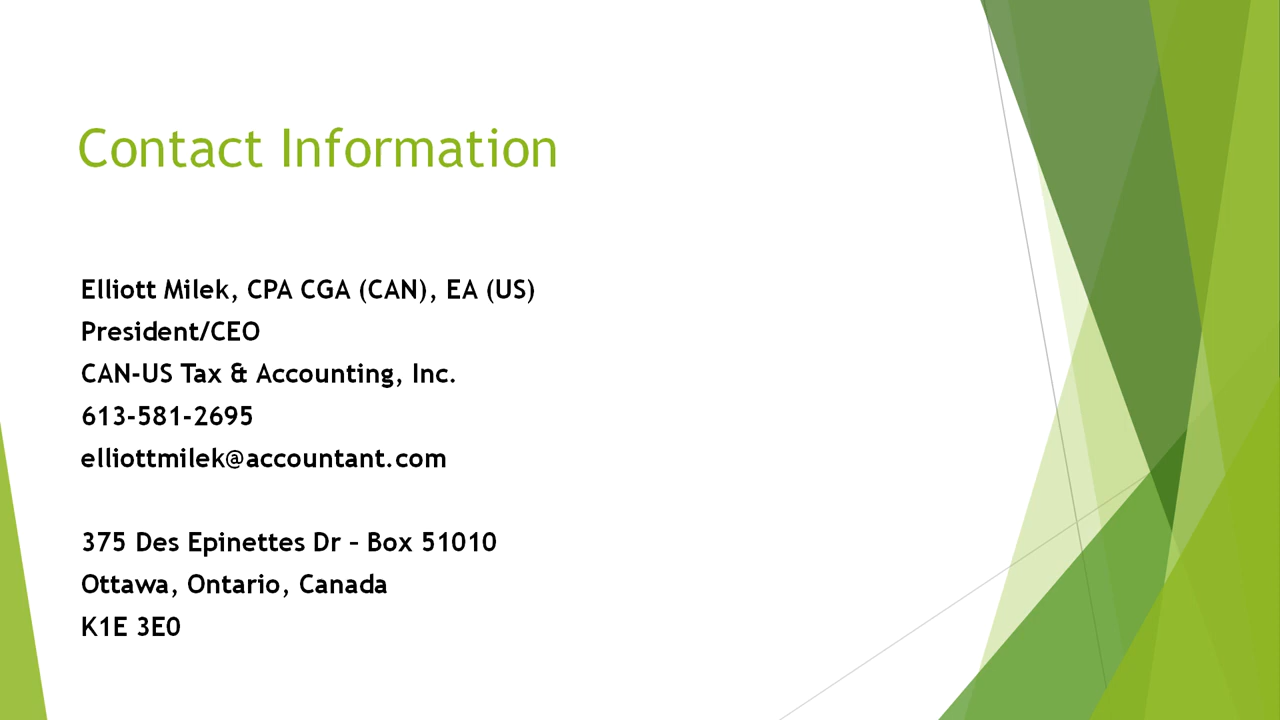 Contact Information
Elliott Milek, CPA CGA (CAN), EA (US)
President/CEO
CAN-US Tax & Accounting, Inc.
613-581-2695
elliottmilek@accountant.com
375 Des Epinettes Dr – Box 51010
Ottawa, Ontario, Canada
K1E 3E0